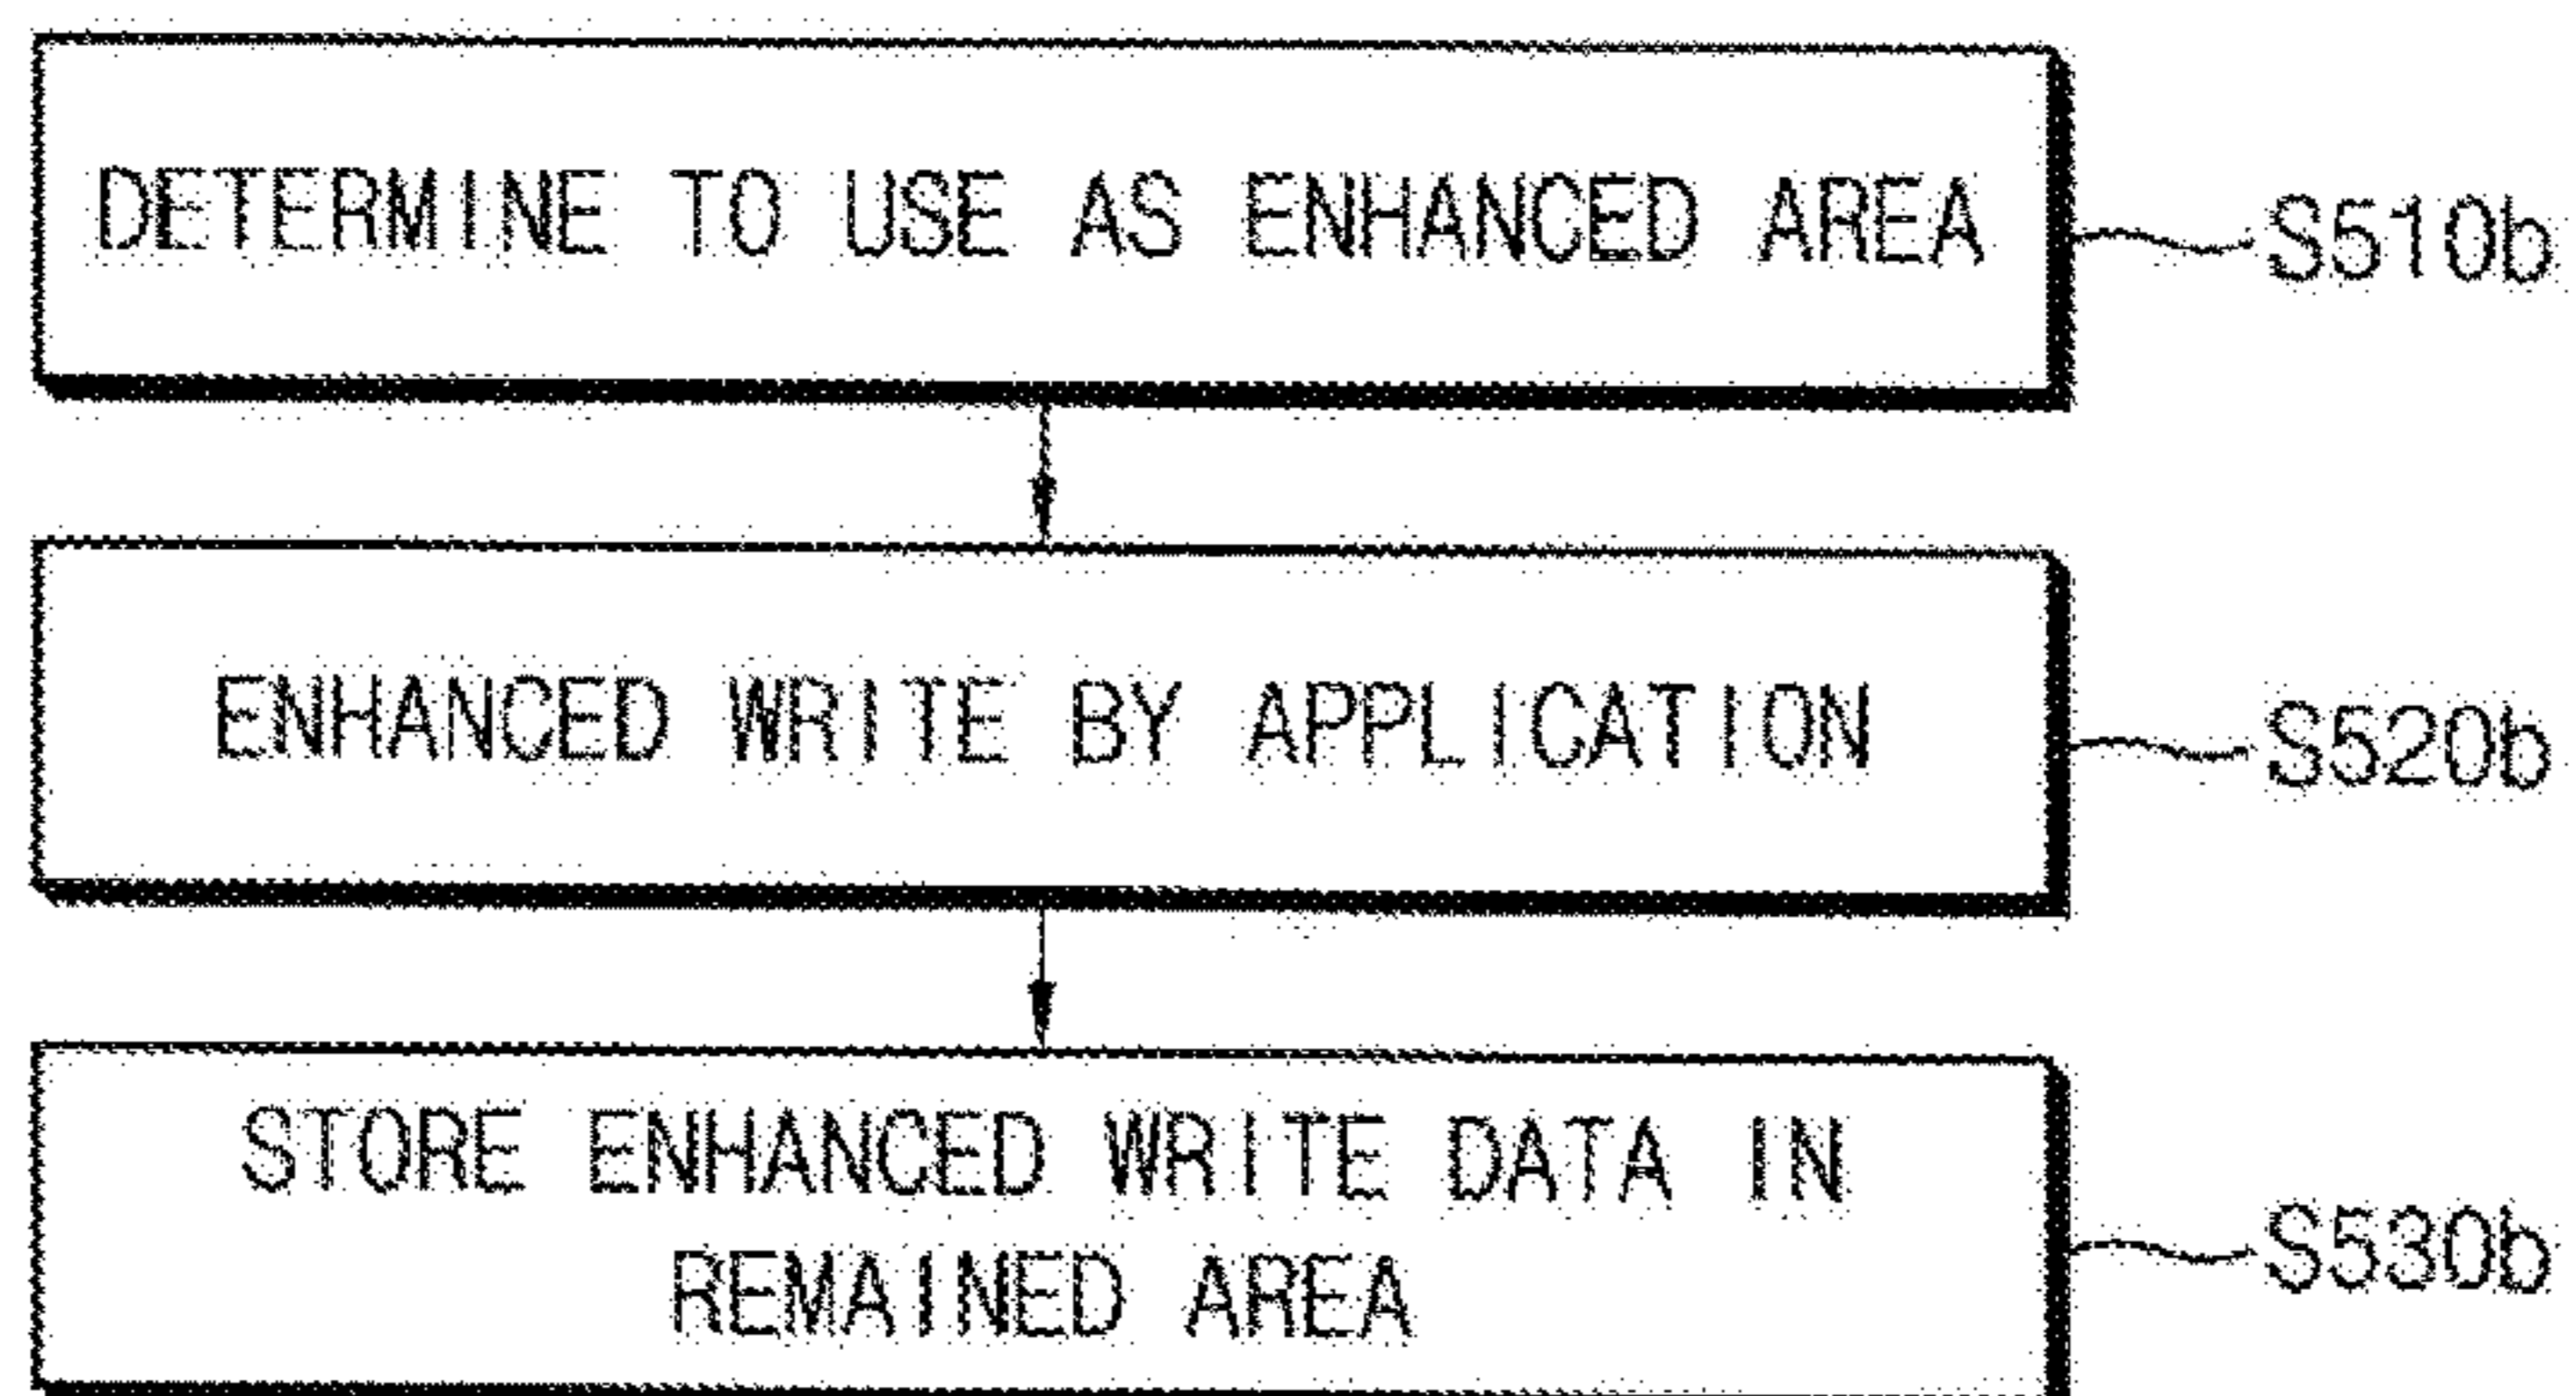 DETERMINE TO USE AS ENHANCED AREA
S510b
ENHANCED WRITE BY APPLICATION
S520b
STORE ENHANCED WRITE DATA IN
REMAINED AREA
S530b